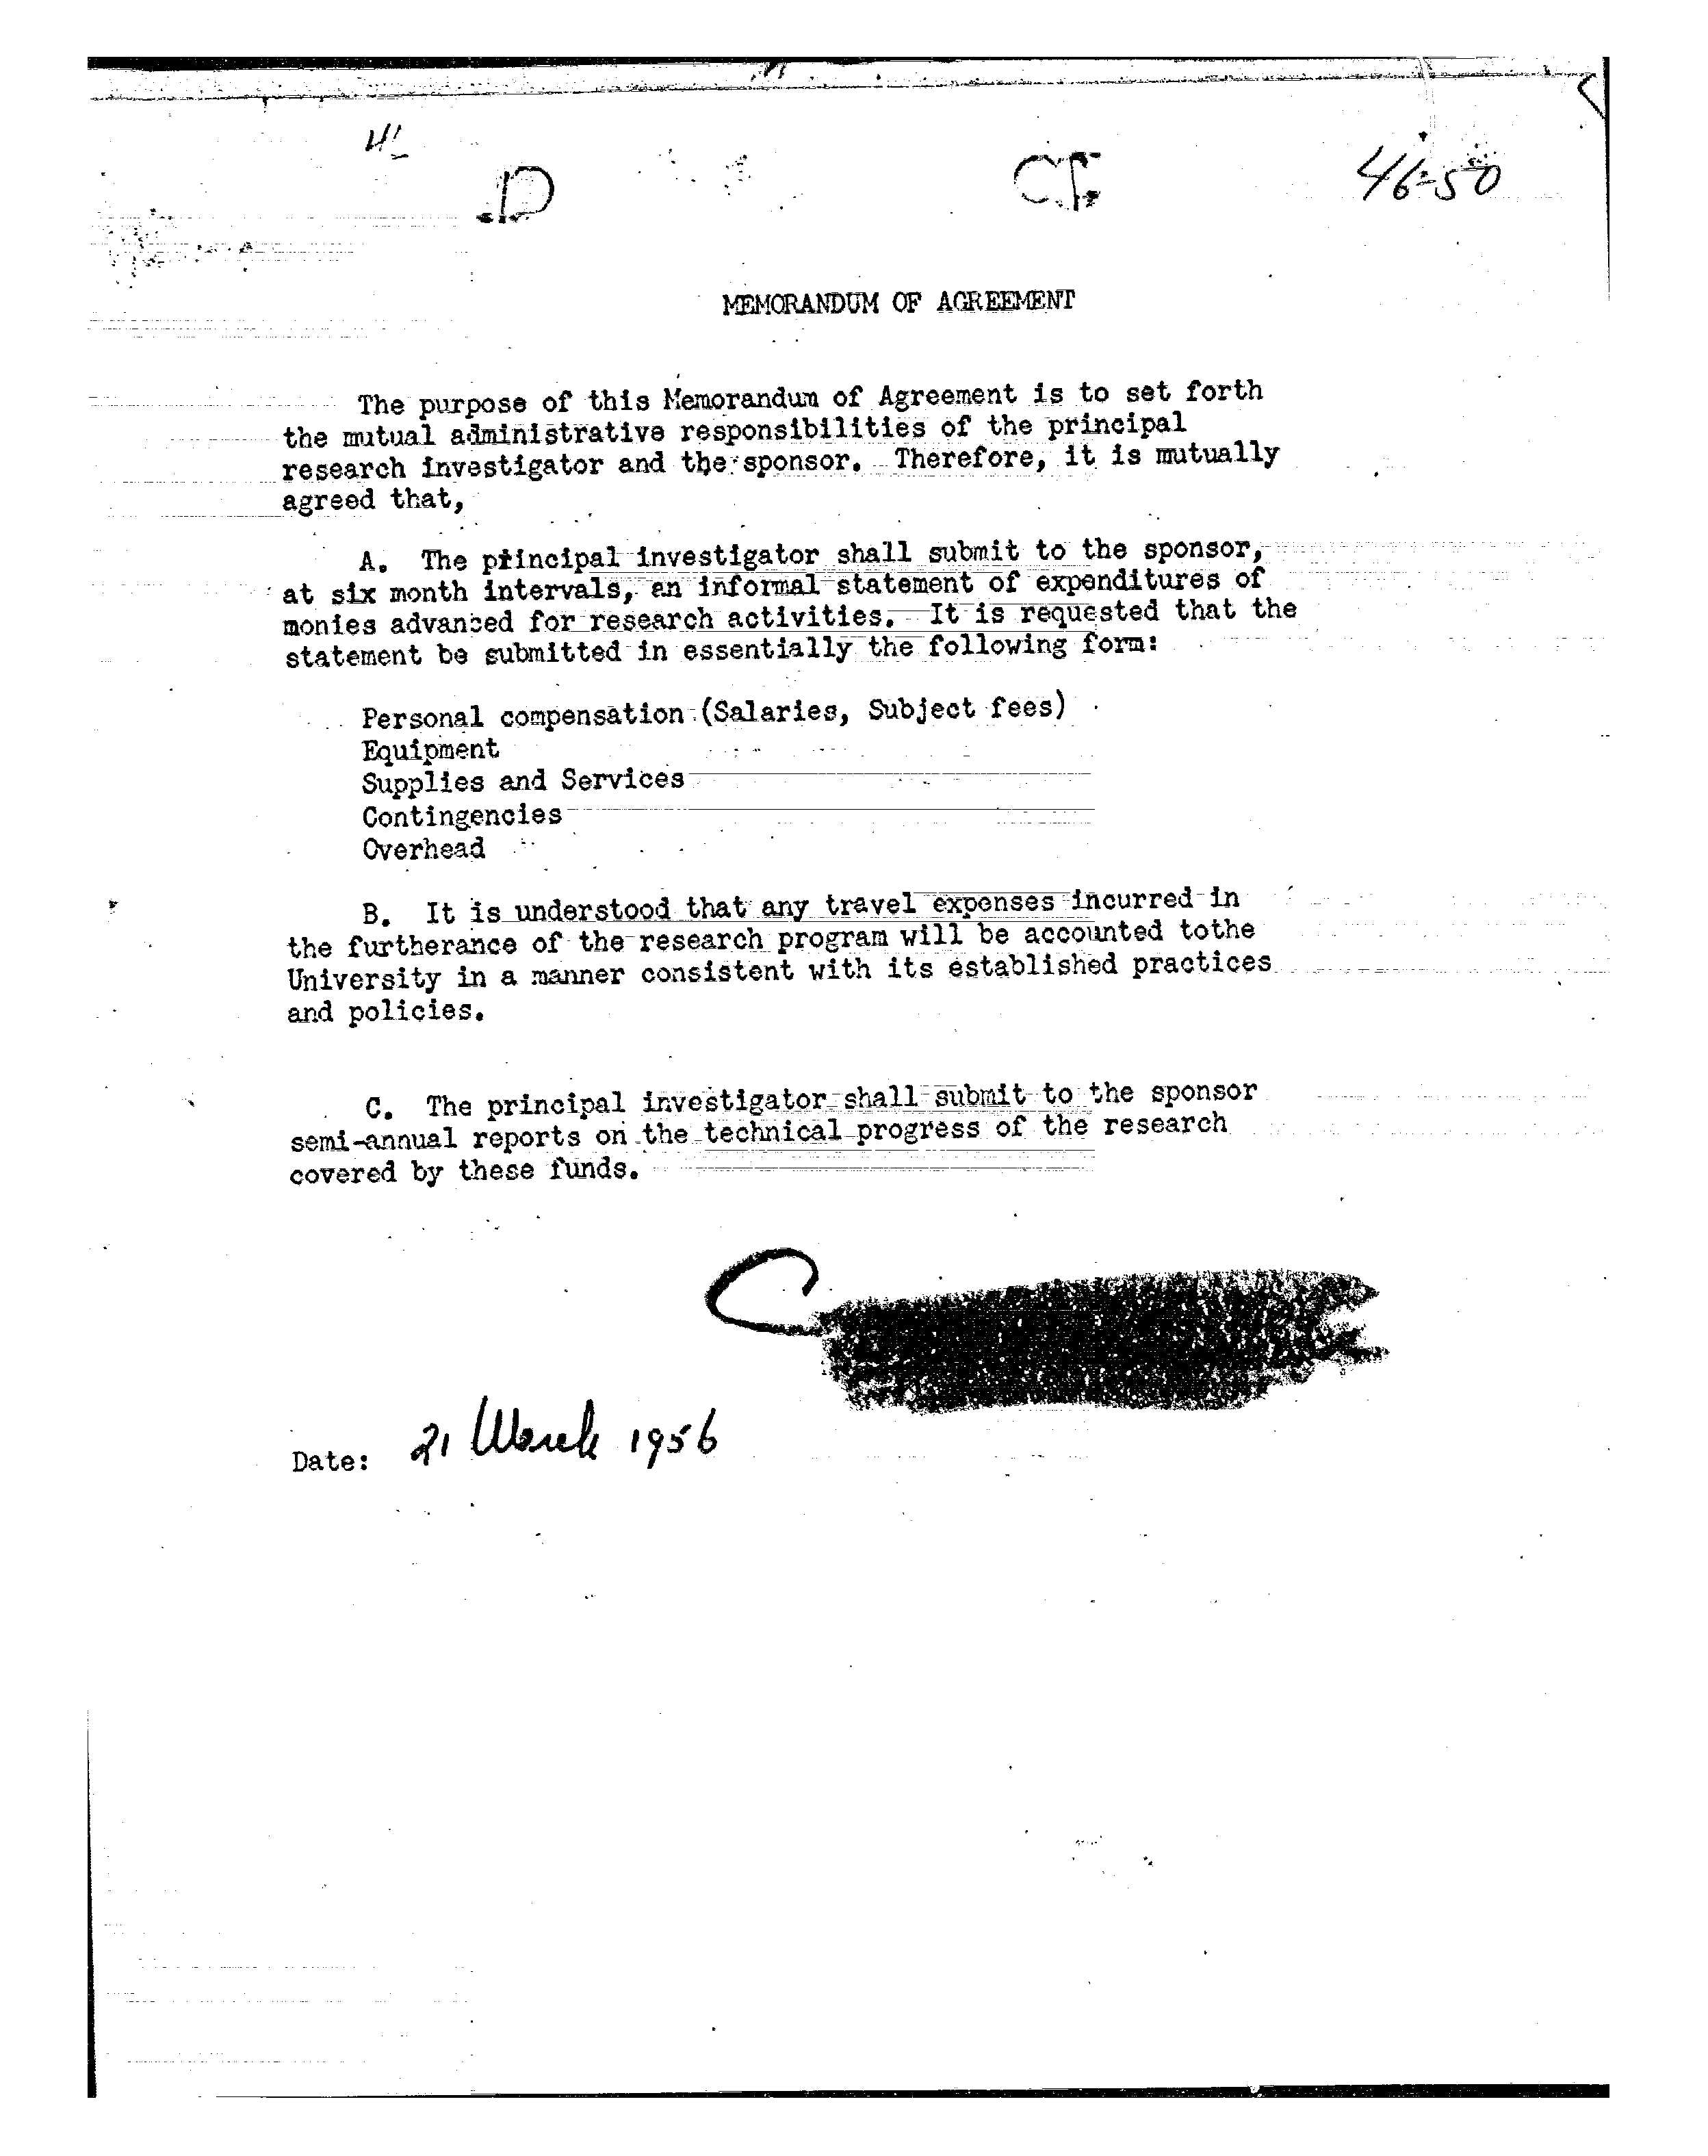 46-50
MEMORANDUM OF AGREEMENT
The purpose of this Memorandum of Agreement is to set forth
the mutual administrative responsibilities of the principal
research investigator and the sponsor. Therefore, it is mutually
agreed that,
A. The principal investigator shall submit to the sponsor,
at six month intervals, an informal statement of expenditures of
monies advanced for research activities. It is requested that the
statement be submitted in essentially the following form:
Personal compensation (Salaries, Subject fees)
Equipment
Supplies and Services
Contingencies
Overhead
B. It is understood that any travel expenses incurred in
the furtherance of the research program will be accounted tothe
University in a manner consistent with its established practices
and policies.
C. The principal investigator shall submit to the sponsor
semi-annual reports on the technical progress of the research
covered by these funds.
C
Date: 21 March 1956